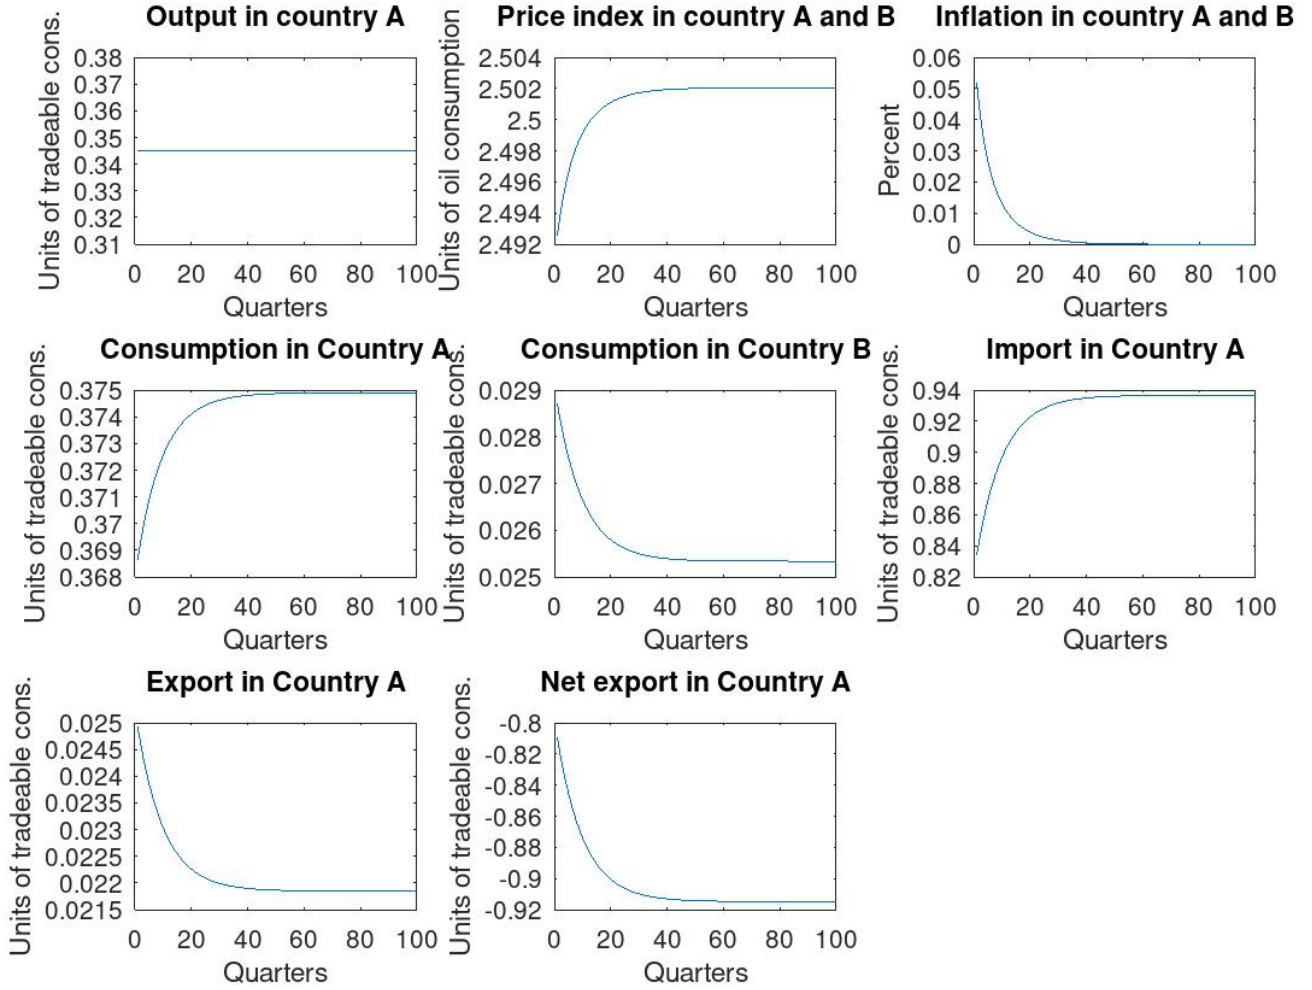 Output in country A
Units of tradeable cons.
0.38
0.37
0.36
0.35
0.34
0.33
0.32
0.31
0 20 40 60 80 100
Quarters
Price index in country A and B
Units of oil consumption
2.504
2.502
2.5
2.498
2.496
2.494
2.492
0 20 40 60 80 100
Quarters
Inflation in country A and B
Percent
0.06
0.05
0.04
0.03
0.02
0.01
0
0 20 40 60 80 100
Quarters
Consumption in Country A
Units of tradeable cons.
0.375
0.374
0.373
0.372
0.371
0.37
0.369
0.368
0 20 40 60 80 100
Quarters
Consumption in Country B
Units of tradeable cons.
0.029
0.028
0.027
0.026
0.025
0 20 40 60 80 100
Quarters
Import in Country A
Units of tradeable cons.
0.94
0.92
0.9
0.88
0.86
0.84
0.82
0 20 40 60 80 100
Quarters
Export in Country A
Units of tradeable cons.
0.025
0.0245
0.024
0.0235
0.023
0.0225
0.022
0.0215
0 20 40 60 80 100
Quarters
Net export in Country A
Units of tradeable cons.
-0.8
-0.82
-0.84
-0.86
-0.88
-0.9
-0.92
0 20 40 60 80 100
Quarters